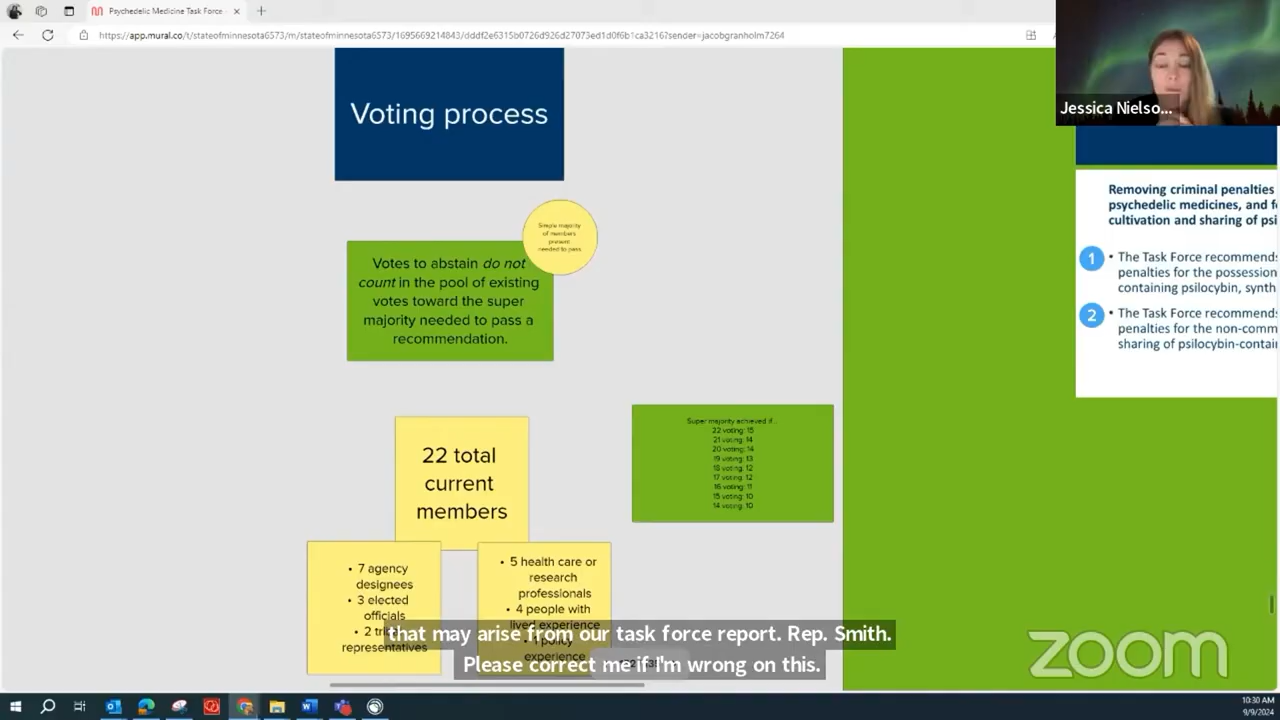 Psychedelic Medicine Task Force
https://app.mural.co/t/stateofminnesota6573/m/stateofminnesota6573/1695669214843/dddf2e6315b0726d926d27073ed1d0f6b1ca3216?sender=jacobgranholm7264
Jessica Nielso...
Voting process
Simple majority
of members
present
needed to pass
Votes to abstain do not
count in the pool of existing
votes toward the super
majority needed to pass a
recommendation.
Removing criminal penalties
psychedelic medicines, and f
cultivation and sharing of psi
1 • The Task Force recommends
penalties for the possession
containing psilocybin, synth
2 • The Task Force recommends
penalties for the non-comm
sharing of psilocybin-contai
22 total
current
members
Super majority achieved if...
22 voting: 15
21 voting: 14
20 voting: 14
19 voting: 13
18 voting: 12
17 voting: 12
16 voting: 11
15 voting: 10
14 voting: 10
• 7 agency
designees
• 3 elected
officials
• 2 tri
representatives
• 5 health care or
research
professionals
• 4 people with
lived experience
policy
experience
that may arise from our task force report. Rep. Smith.
Please correct me if I'm wrong on this.
zoom
10:30 AM
9/9/2024